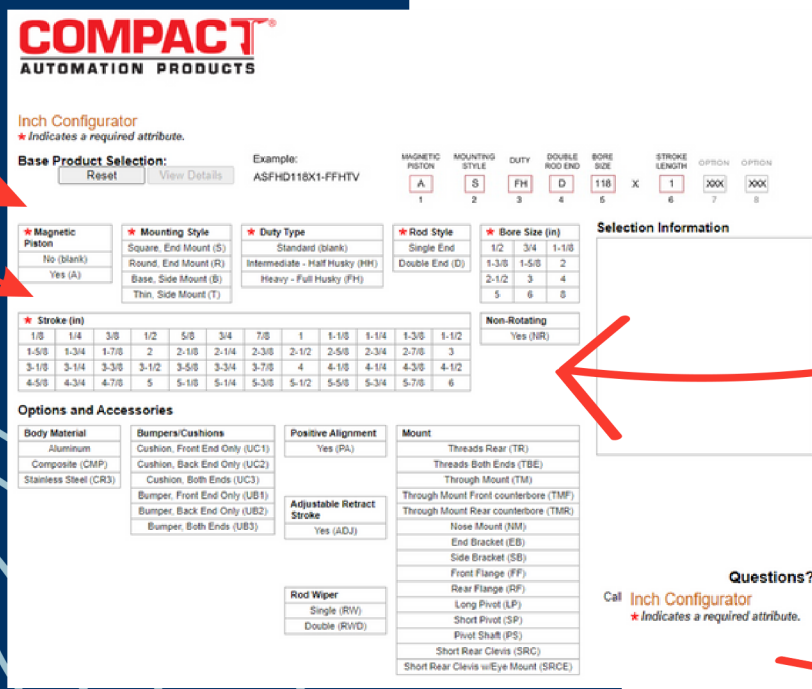 COMPACT®
AUTOMATION PRODUCTS
Inch Configurator
* Indicates a required attribute.
Base Product Selection:
Reset View Details
Example:
ASFHD118X1-FFHTV
MAGNETIC PISTON MOUNTING STYLE DUTY DOUBLE ROD END BORE SIZE STROKE LENGTH OPTION OPTION
A S FH D 118 X 1 XXX XXX
1 2 3 4 5 6 7 8
* Magnetic Piston
No (blank)
Yes (A)
* Mounting Style
Square, End Mount (S)
Round, End Mount (R)
Base, Side Mount (B)
Thin, Side Mount (T)
* Duty Type
Standard (blank)
Intermediate - Half Husky (HH)
Heavy - Full Husky (FH)
* Rod Style
Single End
Double End (D)
* Bore Size (in)
1/2 3/4 1-1/8
1-3/8 1-5/8 2
2-1/2 3 4
5 6 8
Selection Information
* Stroke (in)
1/8 1/4 3/8 1/2 5/8 3/4 7/8 1 1-1/8 1-1/4 1-3/8 1-1/2
1-5/8 1-3/4 1-7/8 2 2-1/8 2-1/4 2-3/8 2-1/2 2-5/8 2-3/4 2-7/8 3
3-1/8 3-1/4 3-3/8 3-1/2 3-5/8 3-3/4 3-7/8 4 4-1/8 4-1/4 4-3/8 4-1/2
4-5/8 4-3/4 4-7/8 5 5-1/8 5-1/4 5-3/8 5-1/2 5-5/8 5-3/4 5-7/8 6
Non-Rotating
Yes (NR)
Options and Accessories
Body Material
Aluminum
Composite (CMP)
Stainless Steel (CR3)
Bumpers/Cushions
Cushion, Front End Only (UC1)
Cushion, Back End Only (UC2)
Cushion, Both Ends (UC3)
Bumper, Front End Only (UB1)
Bumper, Back End Only (UB2)
Bumper, Both Ends (UB3)
Positive Alignment
Yes (PA)
Adjustable Retract Stroke
Yes (ADJ)
Rod Wiper
Single (RW)
Double (RWD)
Mount
Threads Rear (TR)
Threads Both Ends (TBE)
Through Mount (TM)
Through Mount Front counterbore (TMF)
Through Mount Rear counterbore (TMR)
Nose Mount (NM)
End Bracket (EB)
Side Bracket (SB)
Front Flange (FF)
Rear Flange (RF)
Long Pivot (LP)
Short Pivot (SP)
Pivot Shaft (PS)
Short Rear Clevis (SRC)
Short Rear Clevis w/Eye Mount (SRCE)
Questions?
Call Inch Configurator
* Indicates a required attribute.